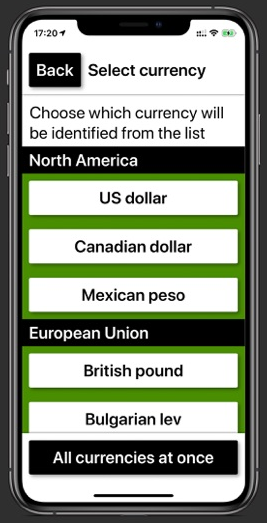 17:20
Back Select currency
Choose which currency will
be identified from the list
North America
US dollar
Canadian dollar
Mexican peso
European Union
British pound
Bulgarian lev
All currencies at once